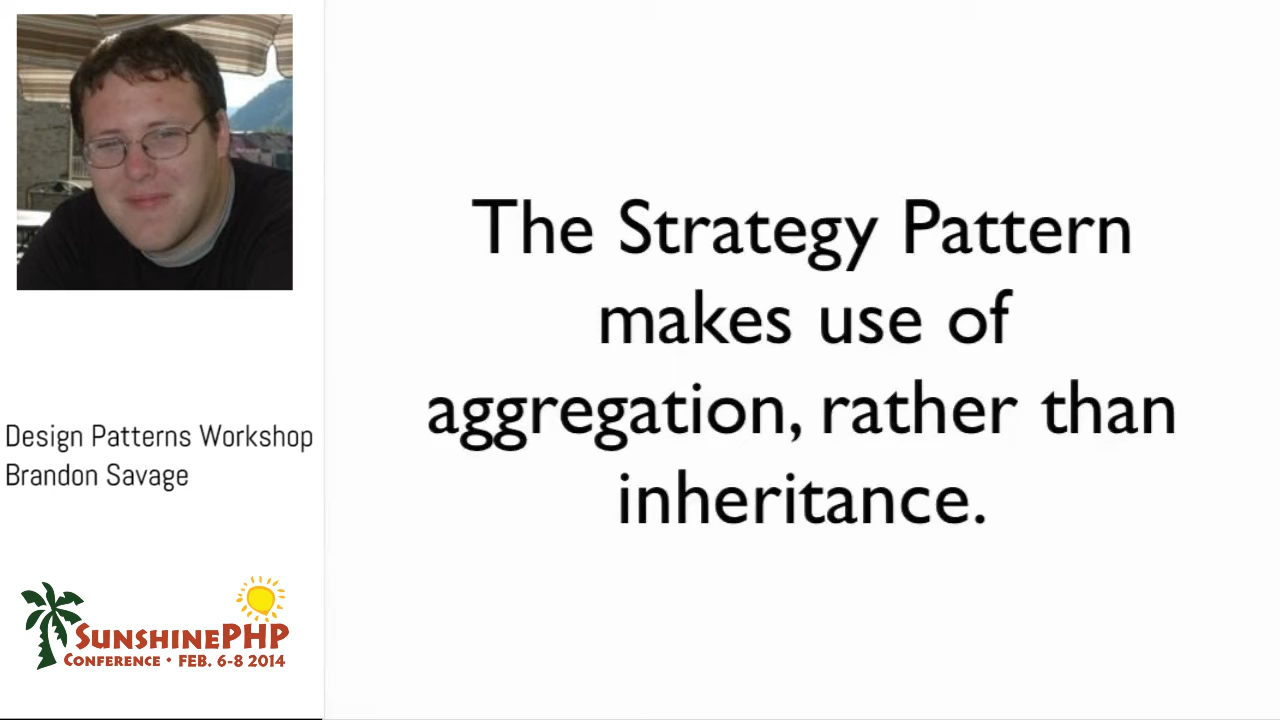 The Strategy Pattern
makes use of
aggregation, rather than
inheritance.
Design Patterns Workshop
Brandon Savage
SUNSHINEPHP
CONFERENCE • FEB. 6-8 2014